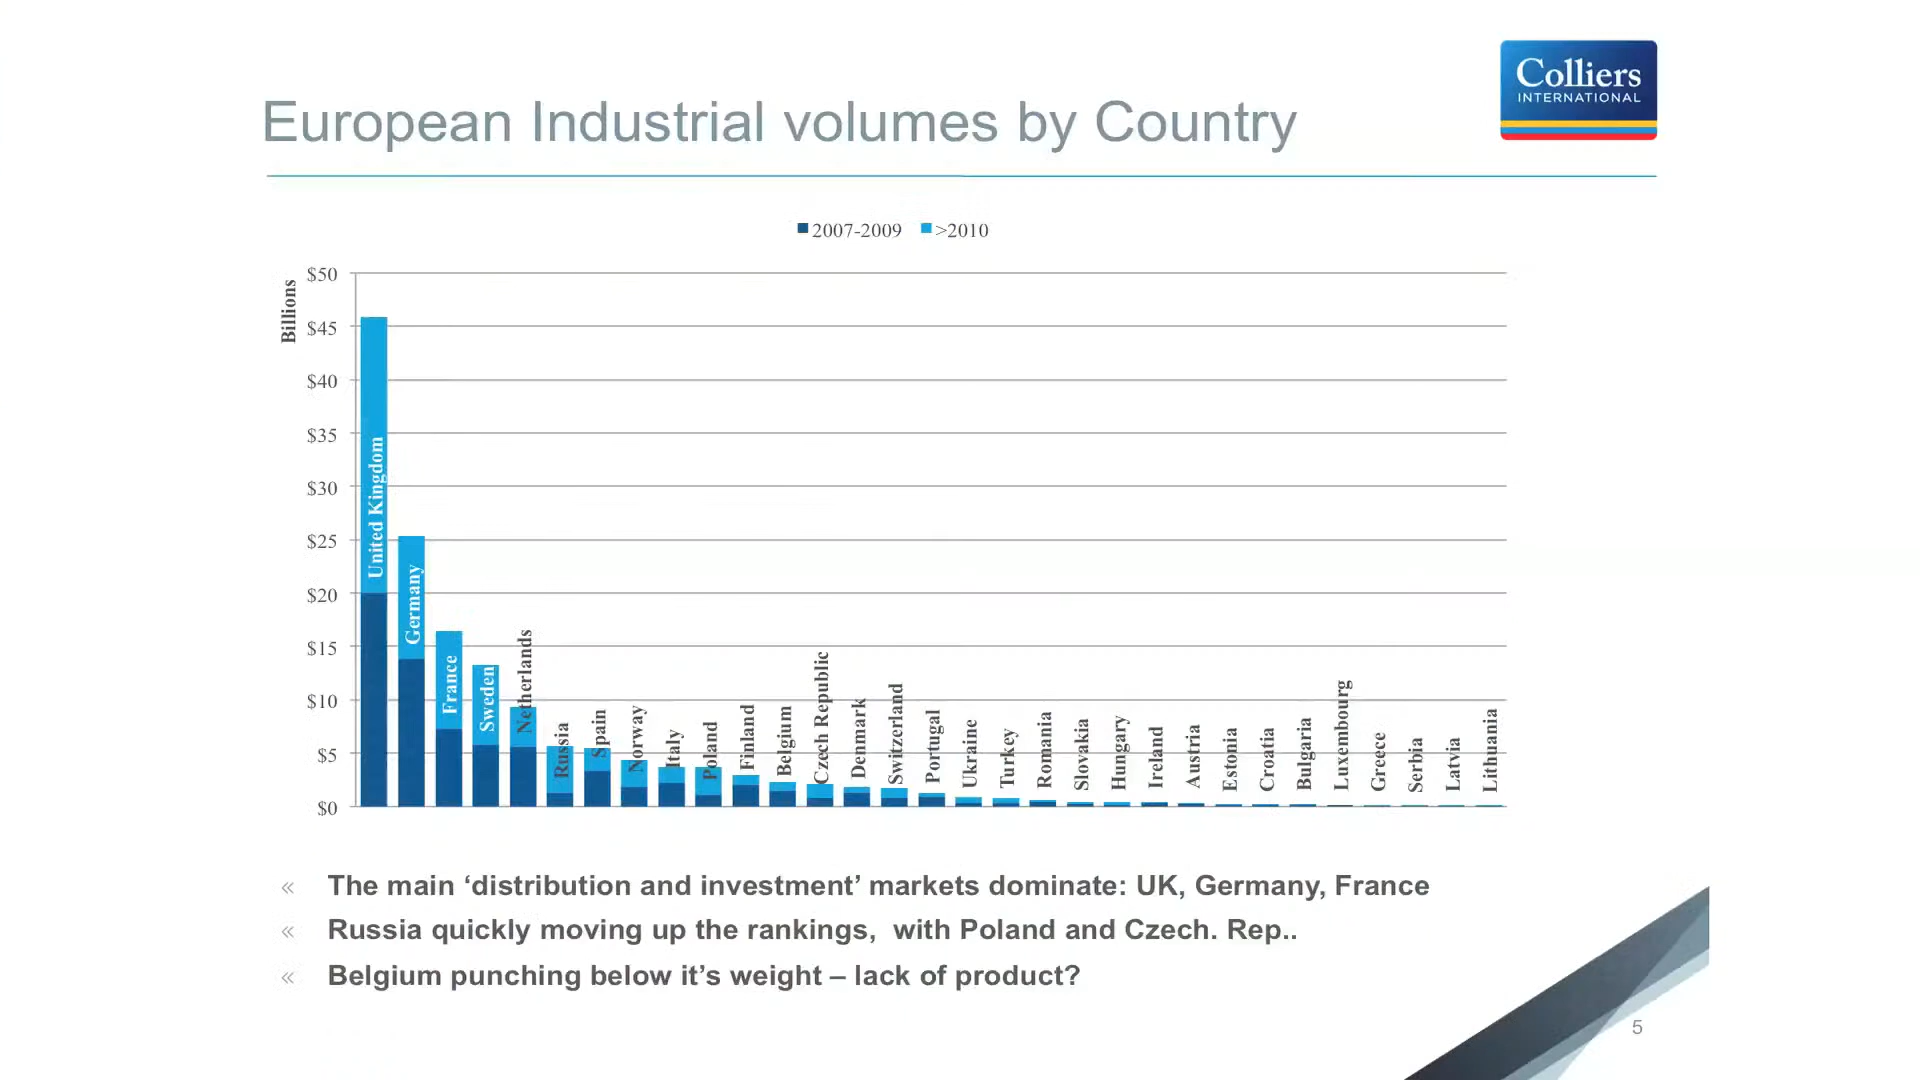 Colliers
INTERNATIONAL
European Industrial volumes by Country
2007-2009 >2010
Billions
$50
$45
$40
$35
$30
$25
$20
$15
$10
$5
$0
United Kingdom
Germany
France
Sweden
Netherlands
Russia
Spain
Norway
Italy
Poland
Finland
Belgium
Czech Republic
Denmark
Switzerland
Portugal
Ukraine
Turkey
Romania
Slovakia
Hungary
Ireland
Austria
Estonia
Croatia
Bulgaria
Luxembourg
Greece
Serbia
Latvia
Lithuania
« The main ‘distribution and investment’ markets dominate: UK, Germany, France
« Russia quickly moving up the rankings, with Poland and Czech. Rep..
« Belgium punching below it’s weight – lack of product?
5